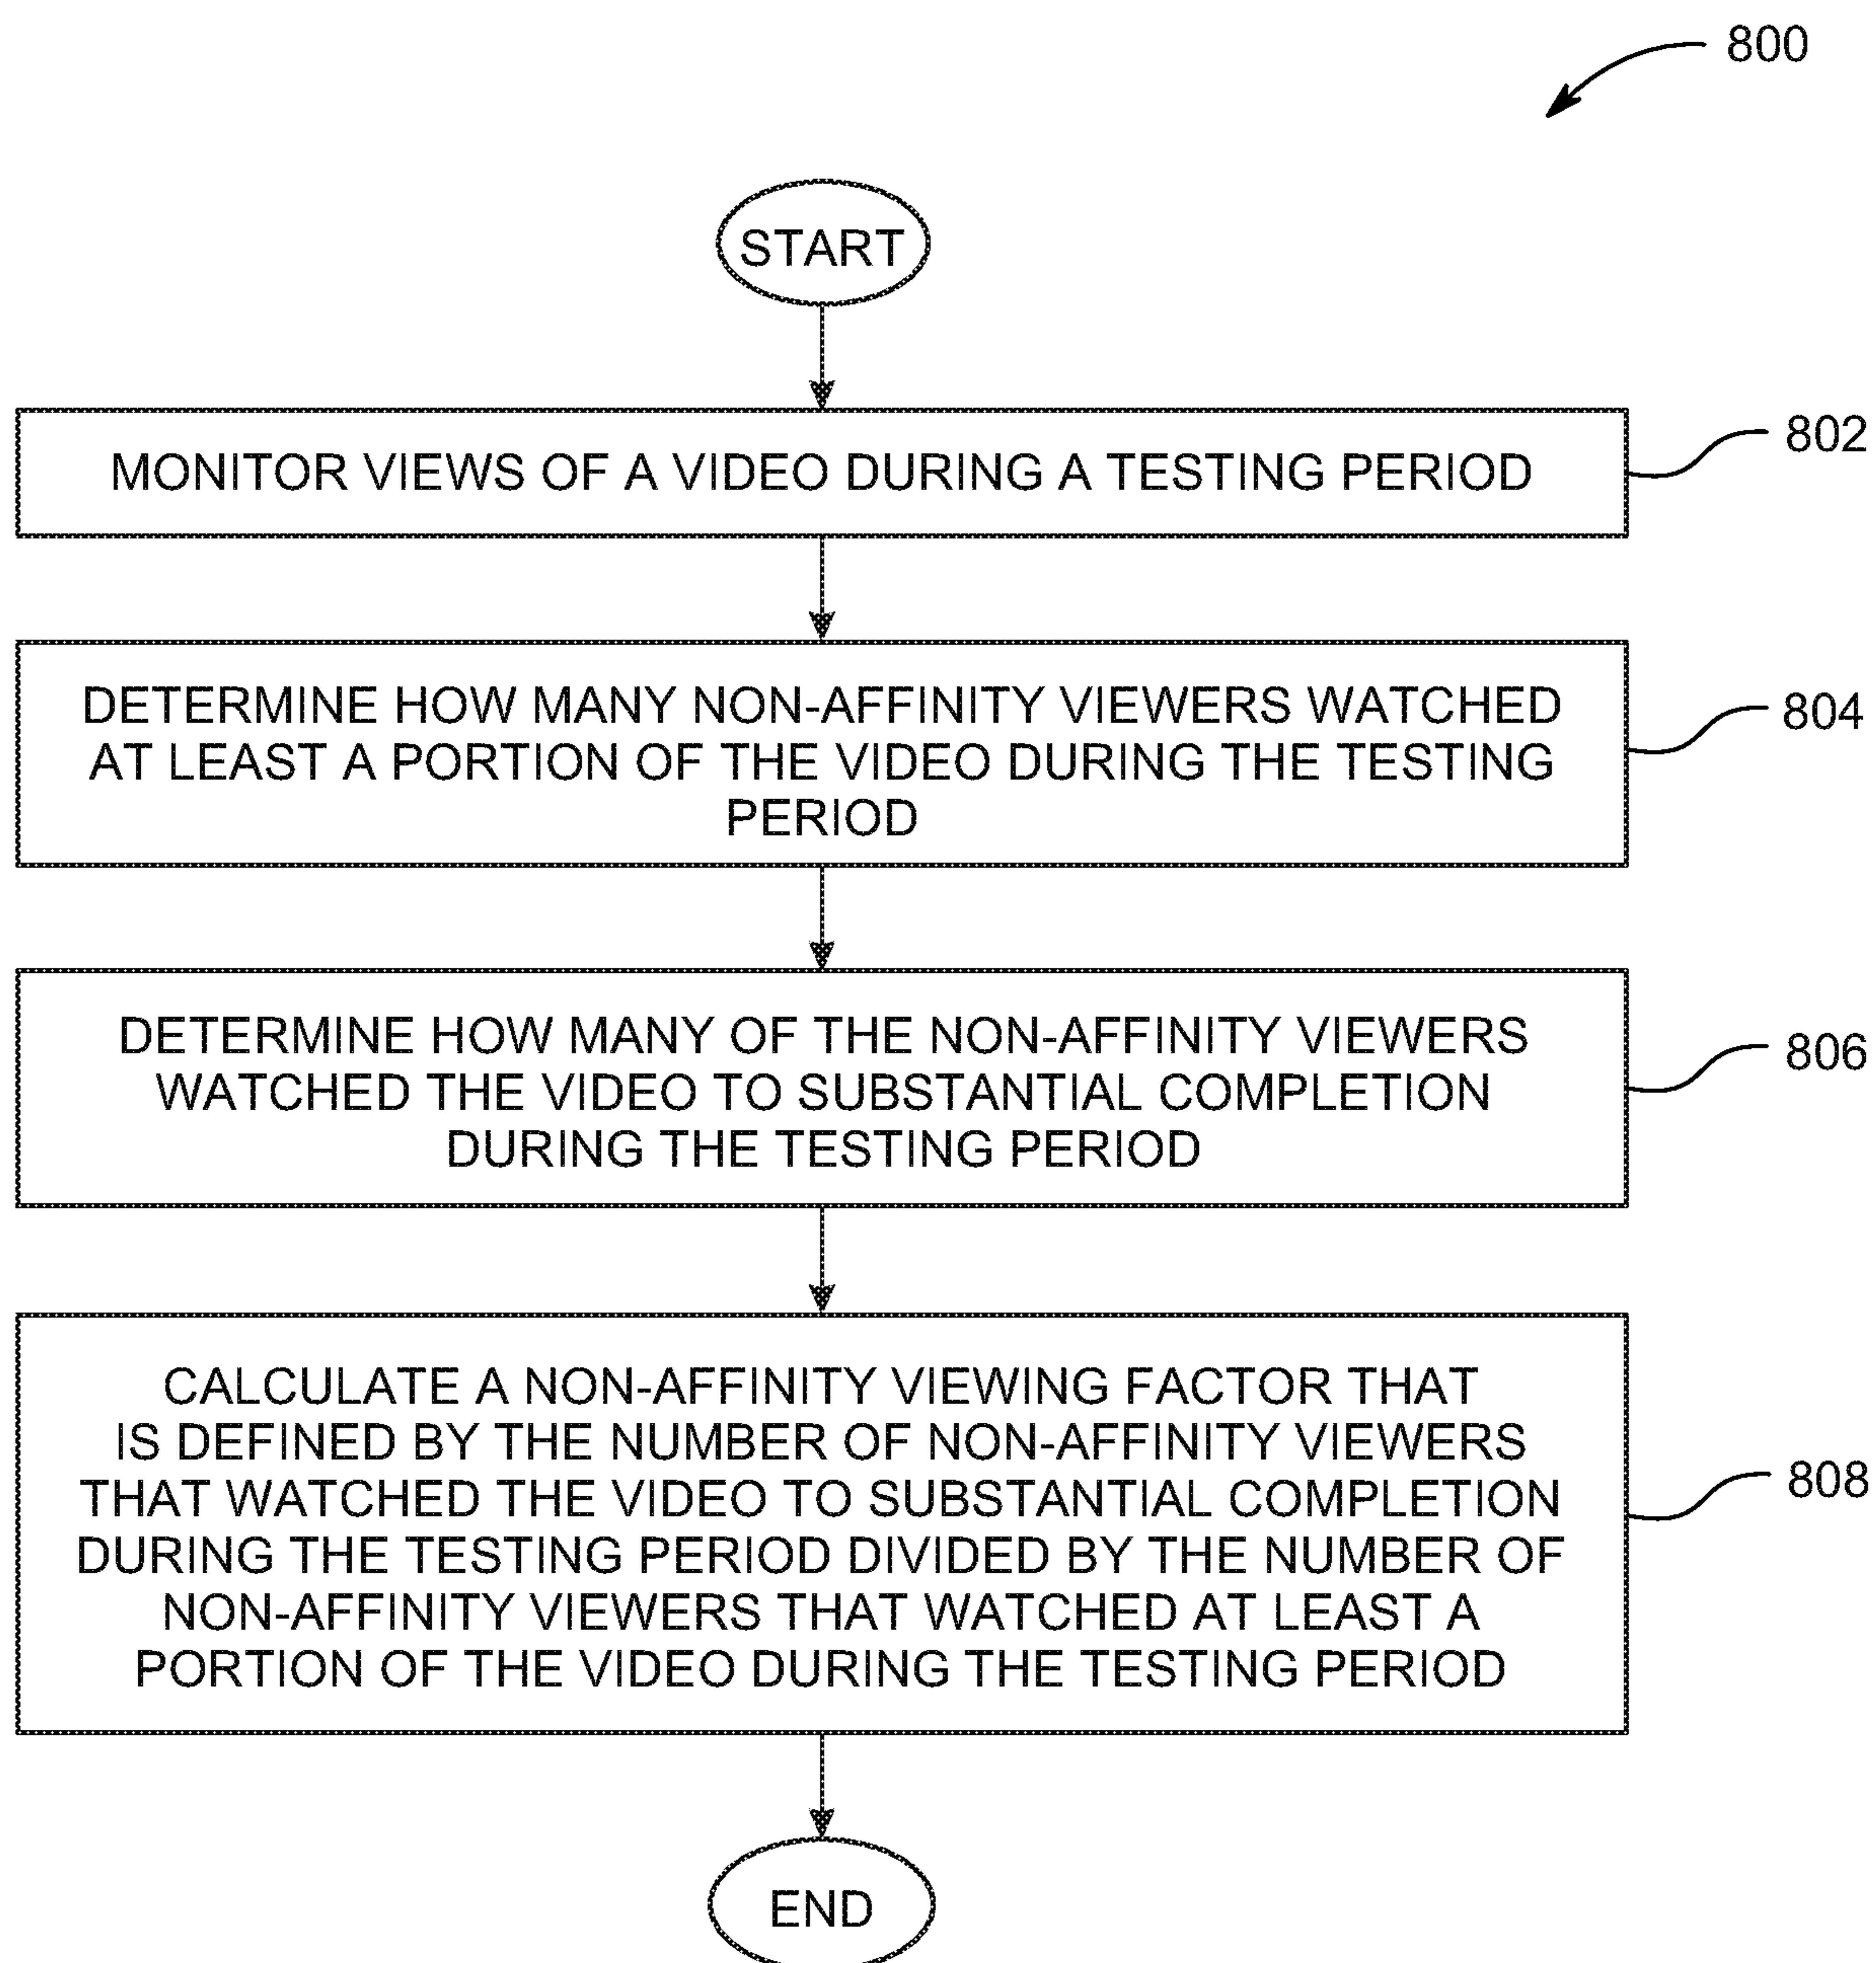 800
START
MONITOR VIEWS OF A VIDEO DURING A TESTING PERIOD
802
DETERMINE HOW MANY NON-AFFINITY VIEWERS WATCHED
AT LEAST A PORTION OF THE VIDEO DURING THE TESTING
PERIOD
804
DETERMINE HOW MANY OF THE NON-AFFINITY VIEWERS
WATCHED THE VIDEO TO SUBSTANTIAL COMPLETION
DURING THE TESTING PERIOD
806
CALCULATE A NON-AFFINITY VIEWING FACTOR THAT
IS DEFINED BY THE NUMBER OF NON-AFFINITY VIEWERS
THAT WATCHED THE VIDEO TO SUBSTANTIAL COMPLETION
DURING THE TESTING PERIOD DIVIDED BY THE NUMBER OF
NON-AFFINITY VIEWERS THAT WATCHED AT LEAST A
PORTION OF THE VIDEO DURING THE TESTING PERIOD
808
END